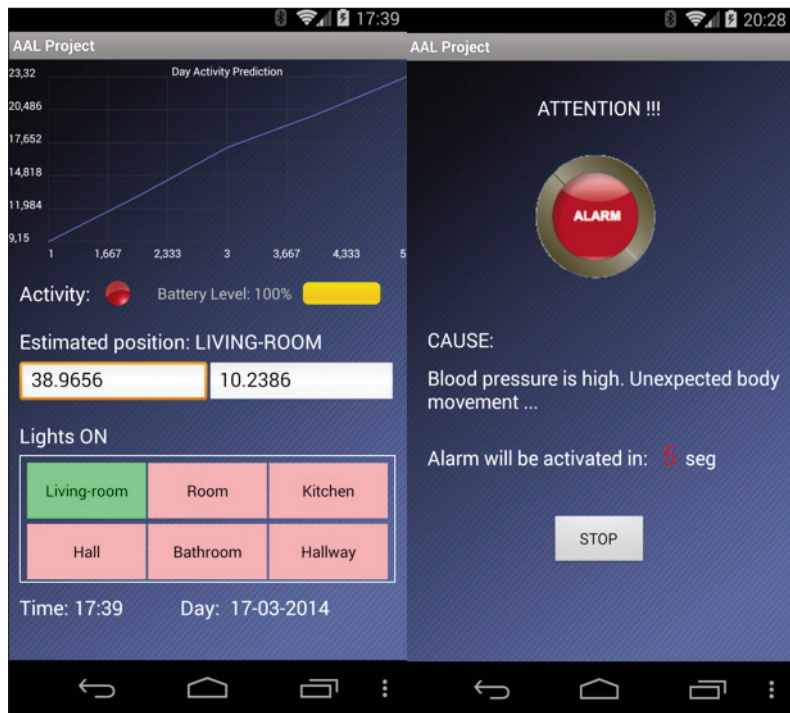 17:39
AAL Project
Day Activity Prediction
23,32
20,486
17,652
14,818
11,984
9,15
1 1,667 2,333 3 3,667 4,333 5
Activity: Battery Level: 100%
Estimated position: LIVING-ROOM
38.9656 10.2386
Lights ON
Living-room Room Kitchen
Hall Bathroom Hallway
Time: 17:39 Day: 17-03-2014
20:28
AAL Project
ATTENTION !!!
ALARM
CAUSE:
Blood pressure is high. Unexpected body
movement ...
Alarm will be activated in: 5 seg
STOP